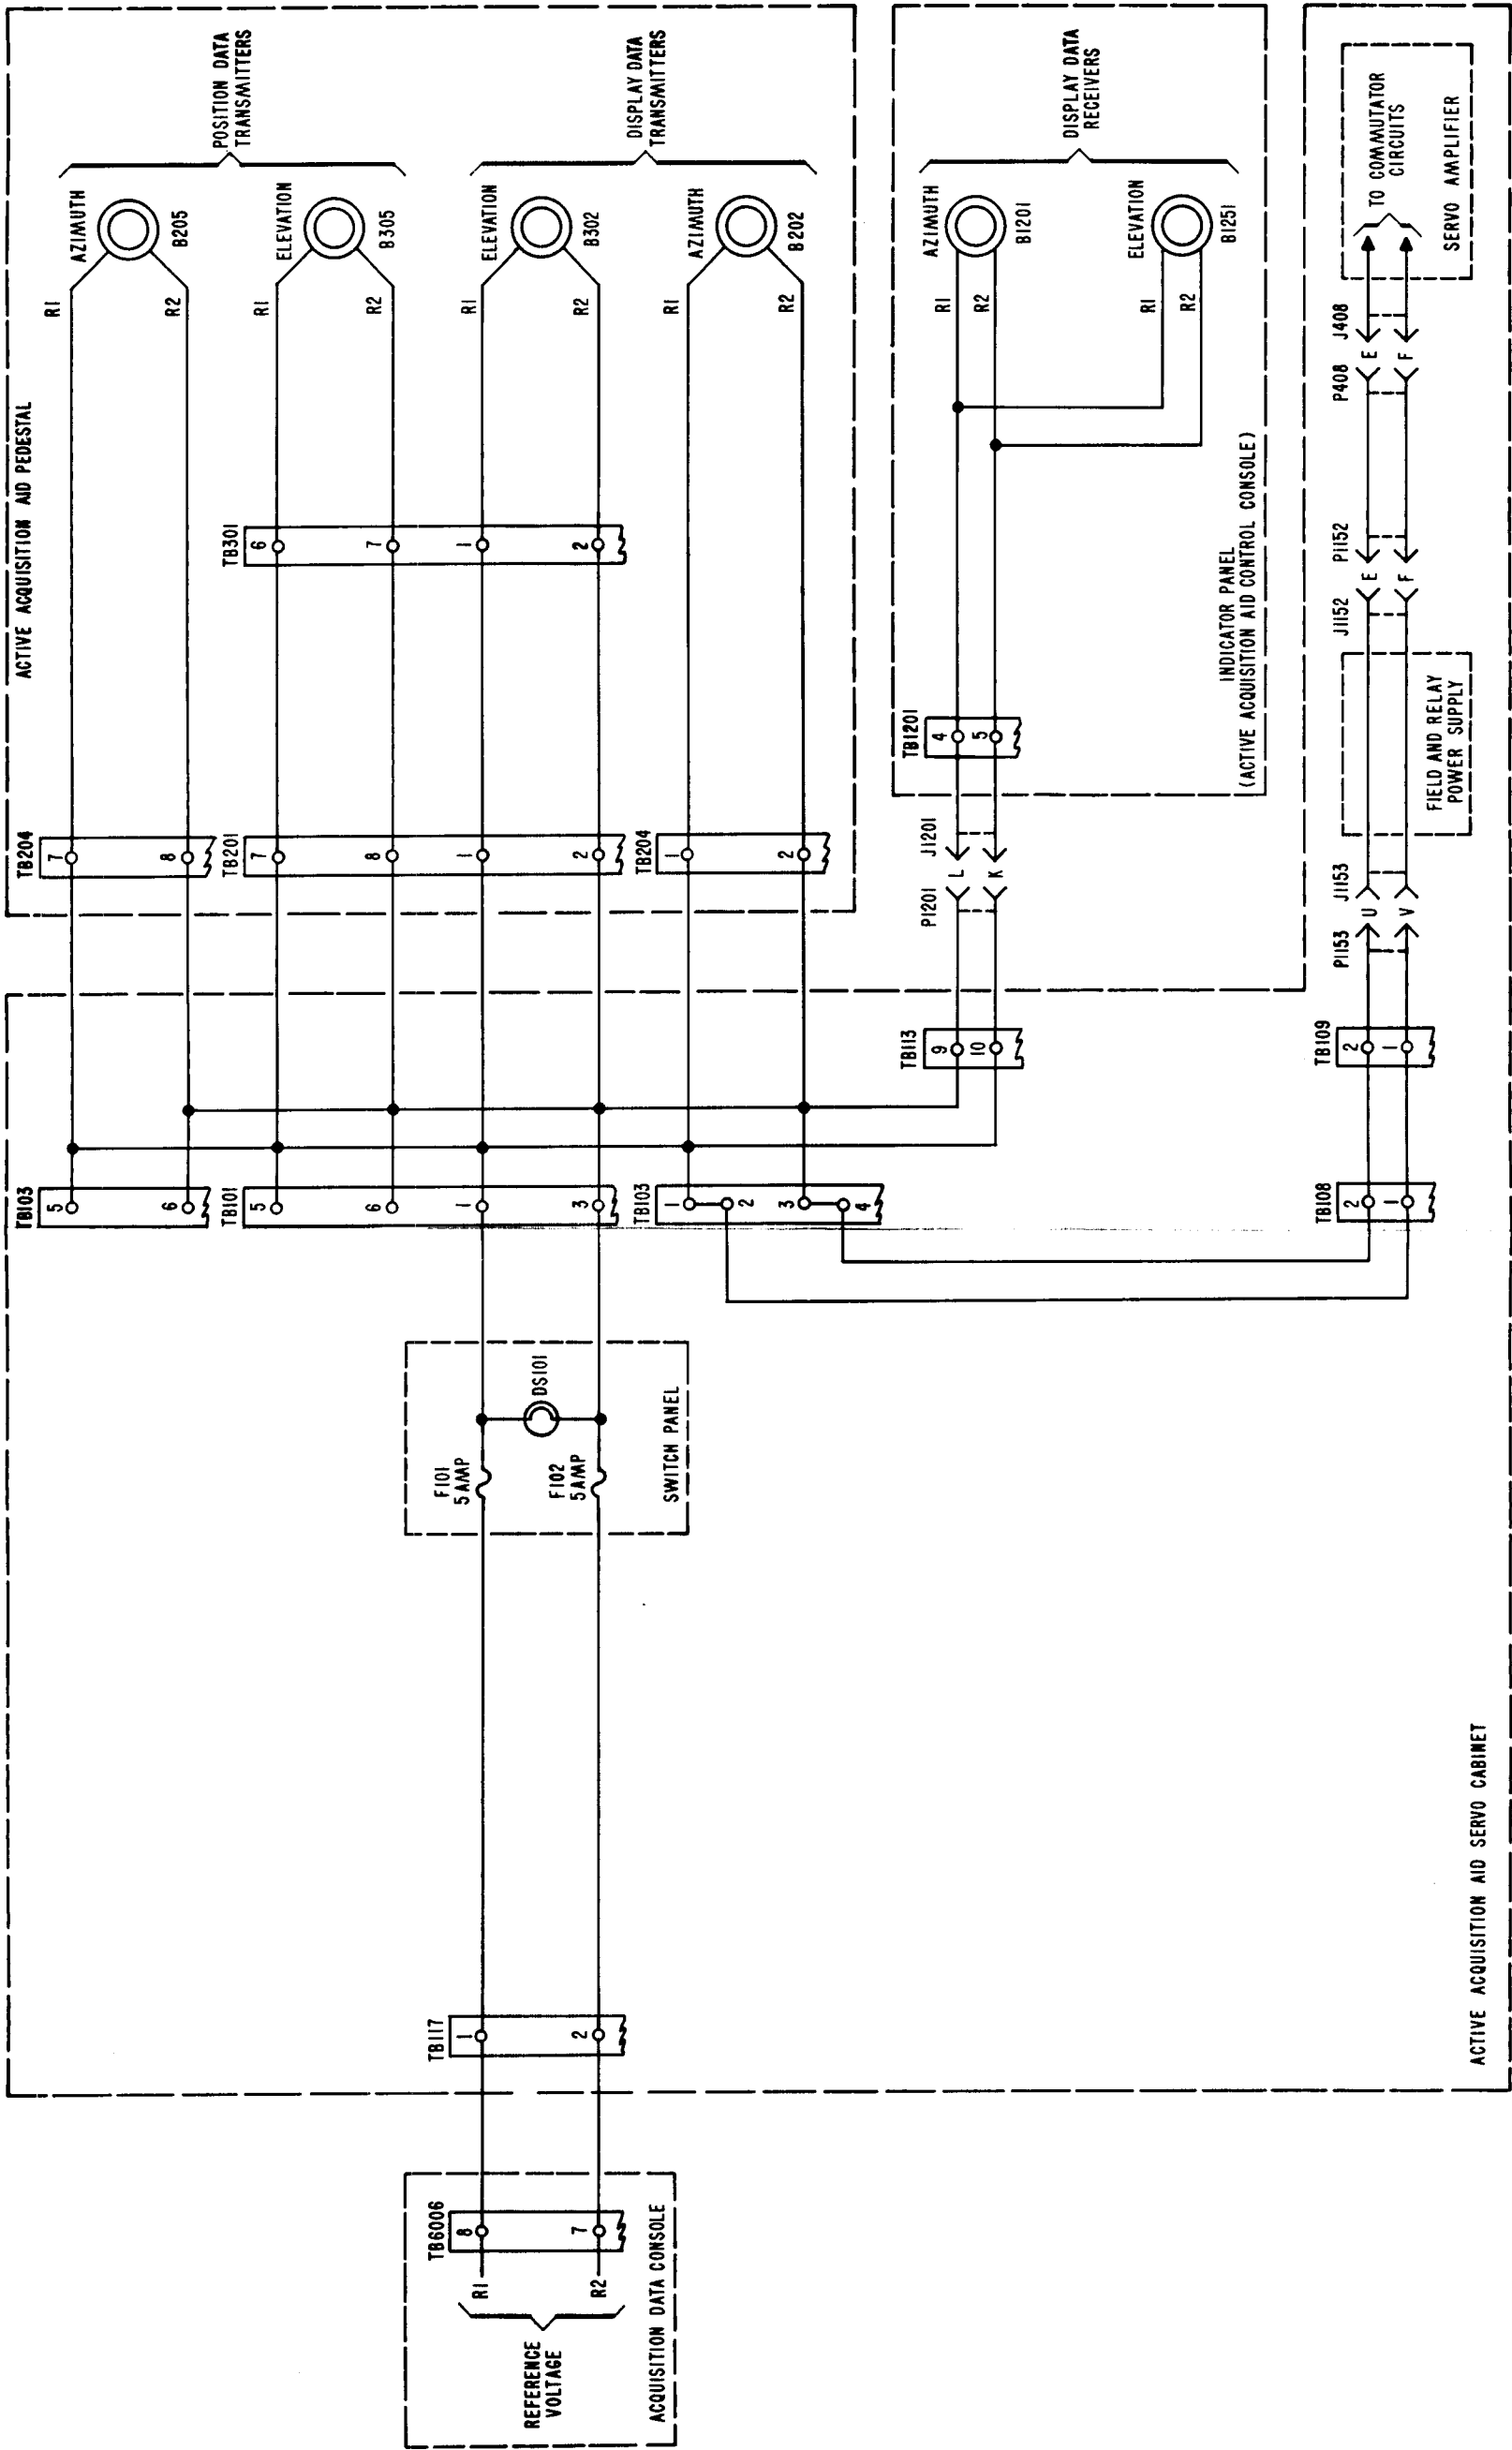 ACTIVE ACQUISITION AID PEDESTAL
POSITION DATA
TRANSMITTERS
DISPLAY DATA
TRANSMITTERS
AZIMUTH
B205
R1
R2
ELEVATION
B305
R1
R2
ELEVATION
B302
R1
R2
AZIMUTH
B202
R1
R2
TB301
6
7
1
2
TB204
7
8
TB201
7
8
1
2
TB204
1
2
DISPLAY DATA
RECEIVERS
AZIMUTH
B1201
R1
R2
ELEVATION
B1251
R1
R2
TB1201
4
5
INDICATOR PANEL
(ACTIVE ACQUISITION AID CONTROL CONSOLE)
P1201
J1201
L
K
TO COMMUTATOR
CIRCUITS
SERVO AMPLIFIER
P408
J408
E
F
J1152
P1152
E
F
FIELD AND RELAY
POWER SUPPLY
P1153
J1153
U
V
TB113
9
10
TB109
2
1
TB103
5
6
TB101
5
6
1
3
TB103
1
2
3
4
TB108
2
1
F101
5 AMP
F102
5 AMP
DS101
SWITCH PANEL
TB117
1
2
ACTIVE ACQUISITION AID SERVO CABINET
TB6006
8
7
R1
R2
REFERENCE
VOLTAGE
ACQUISITION DATA CONSOLE